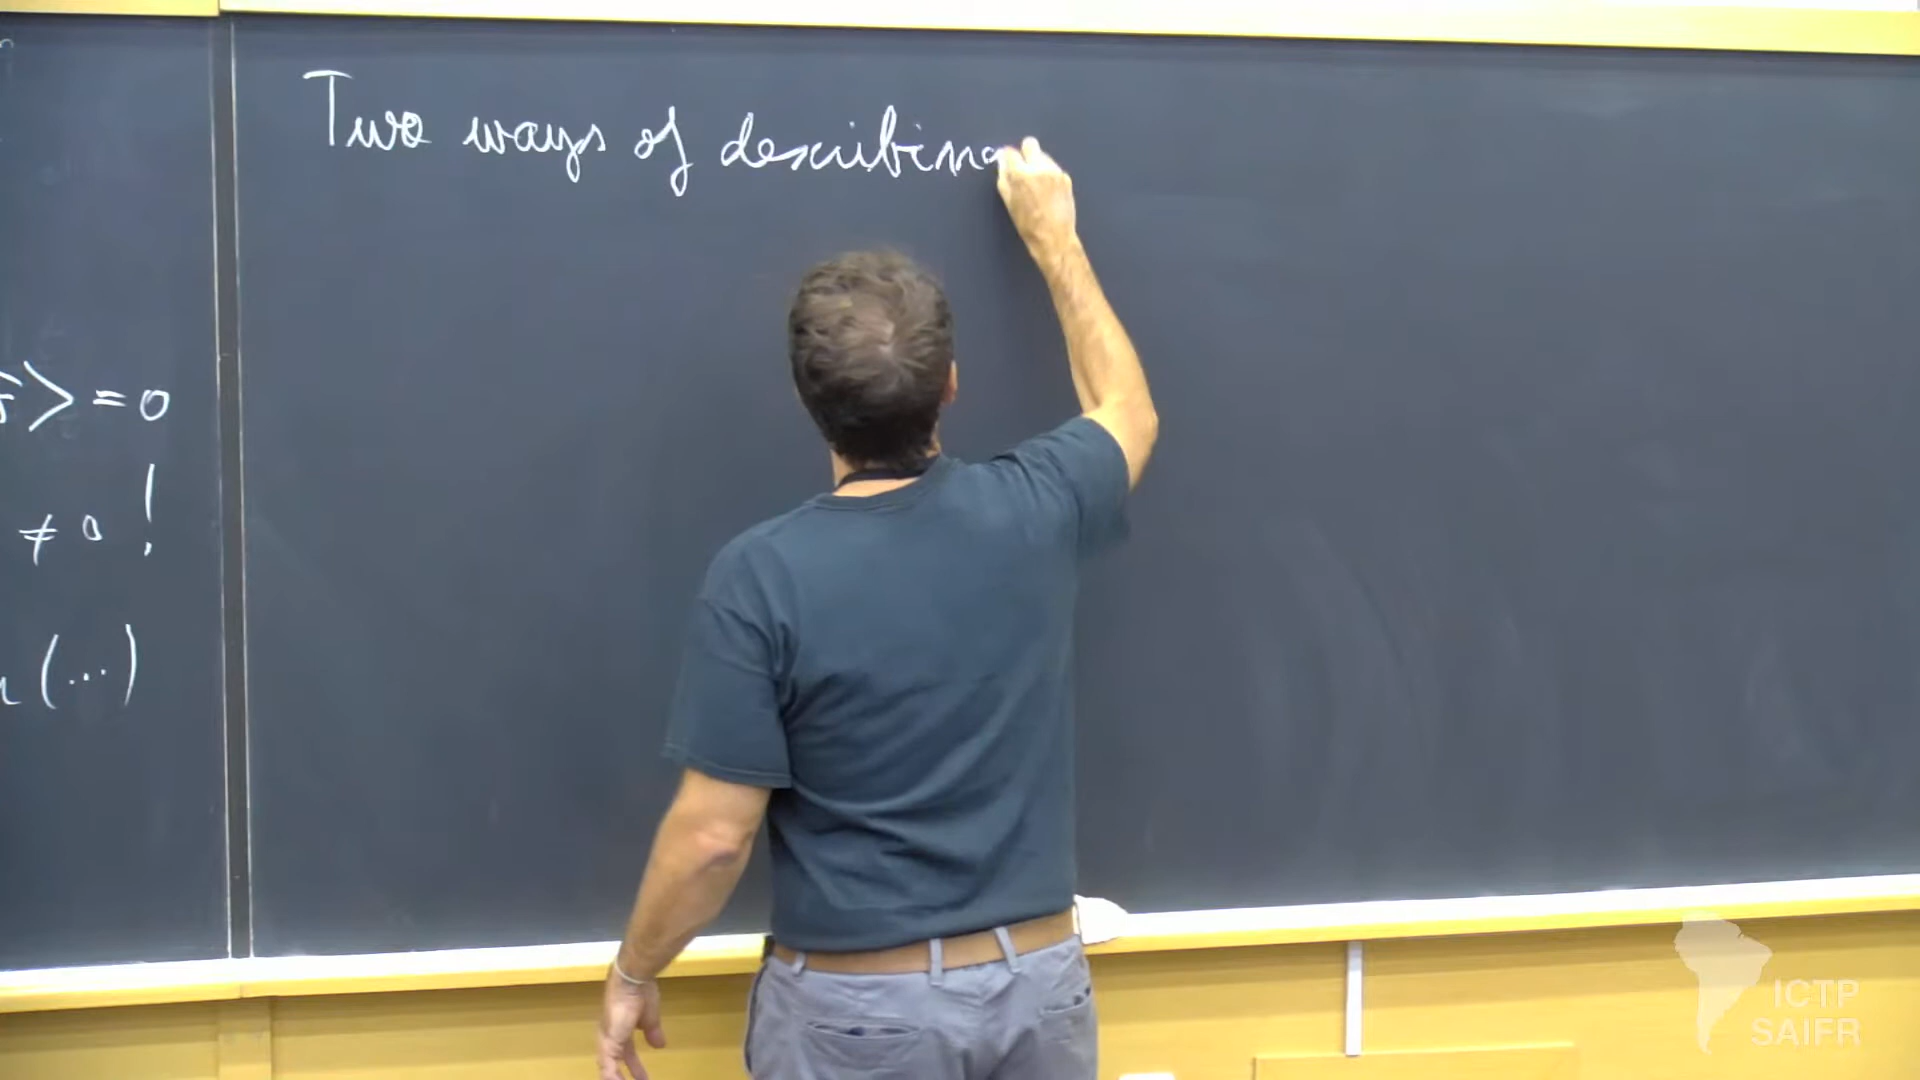 Two ways of describing
> = 0
≠ 0 !
(...)
ICTP
SAIFR